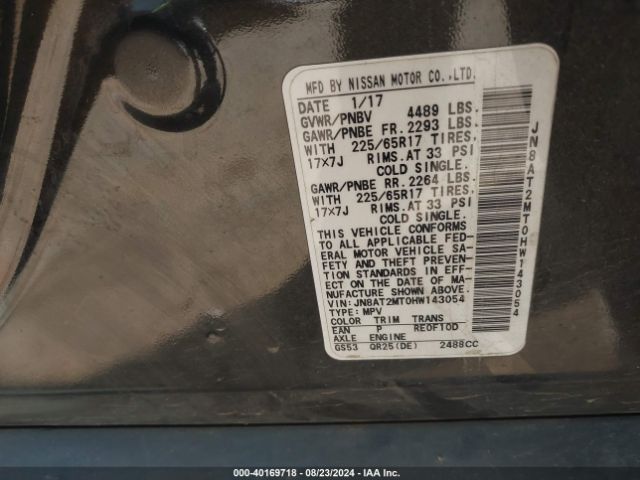 MFD BY NISSAN MOTOR CO.,LTD.
DATE 1/17
GVWR/PNBV 4489 LBS.
GAWR/PNBE FR. 2293 LBS.
WITH 225/65R17 TIRES.
17x7J RIMS.AT 33 PSI
COLD SINGLE.
GAWR/PNBE RR. 2264 LBS.
WITH 225/65R17 TIRES.
17x7J RIMS.AT 33 PSI
COLD SINGLE.
THIS VEHICLE CONFORMS
TO ALL APPLICABLE FED-
ERAL MOTOR VEHICLE SA-
FETY AND THEFT PREVEN-
TION STANDARDS IN EFF-
ECT ON THE DATE OF MA-
NUFACTURE SHOWN ABOVE.
VIN:JN8AT2MT0HW143054
TYPE:MPV
COLOR TRIM TRANS
EAN P RE0F10D
AXLE ENGINE
GS53 QR25(DE) 2488CC
JN8AT2MT0HW143054
000-40169718 - 08/23/2024 - IAA Inc.